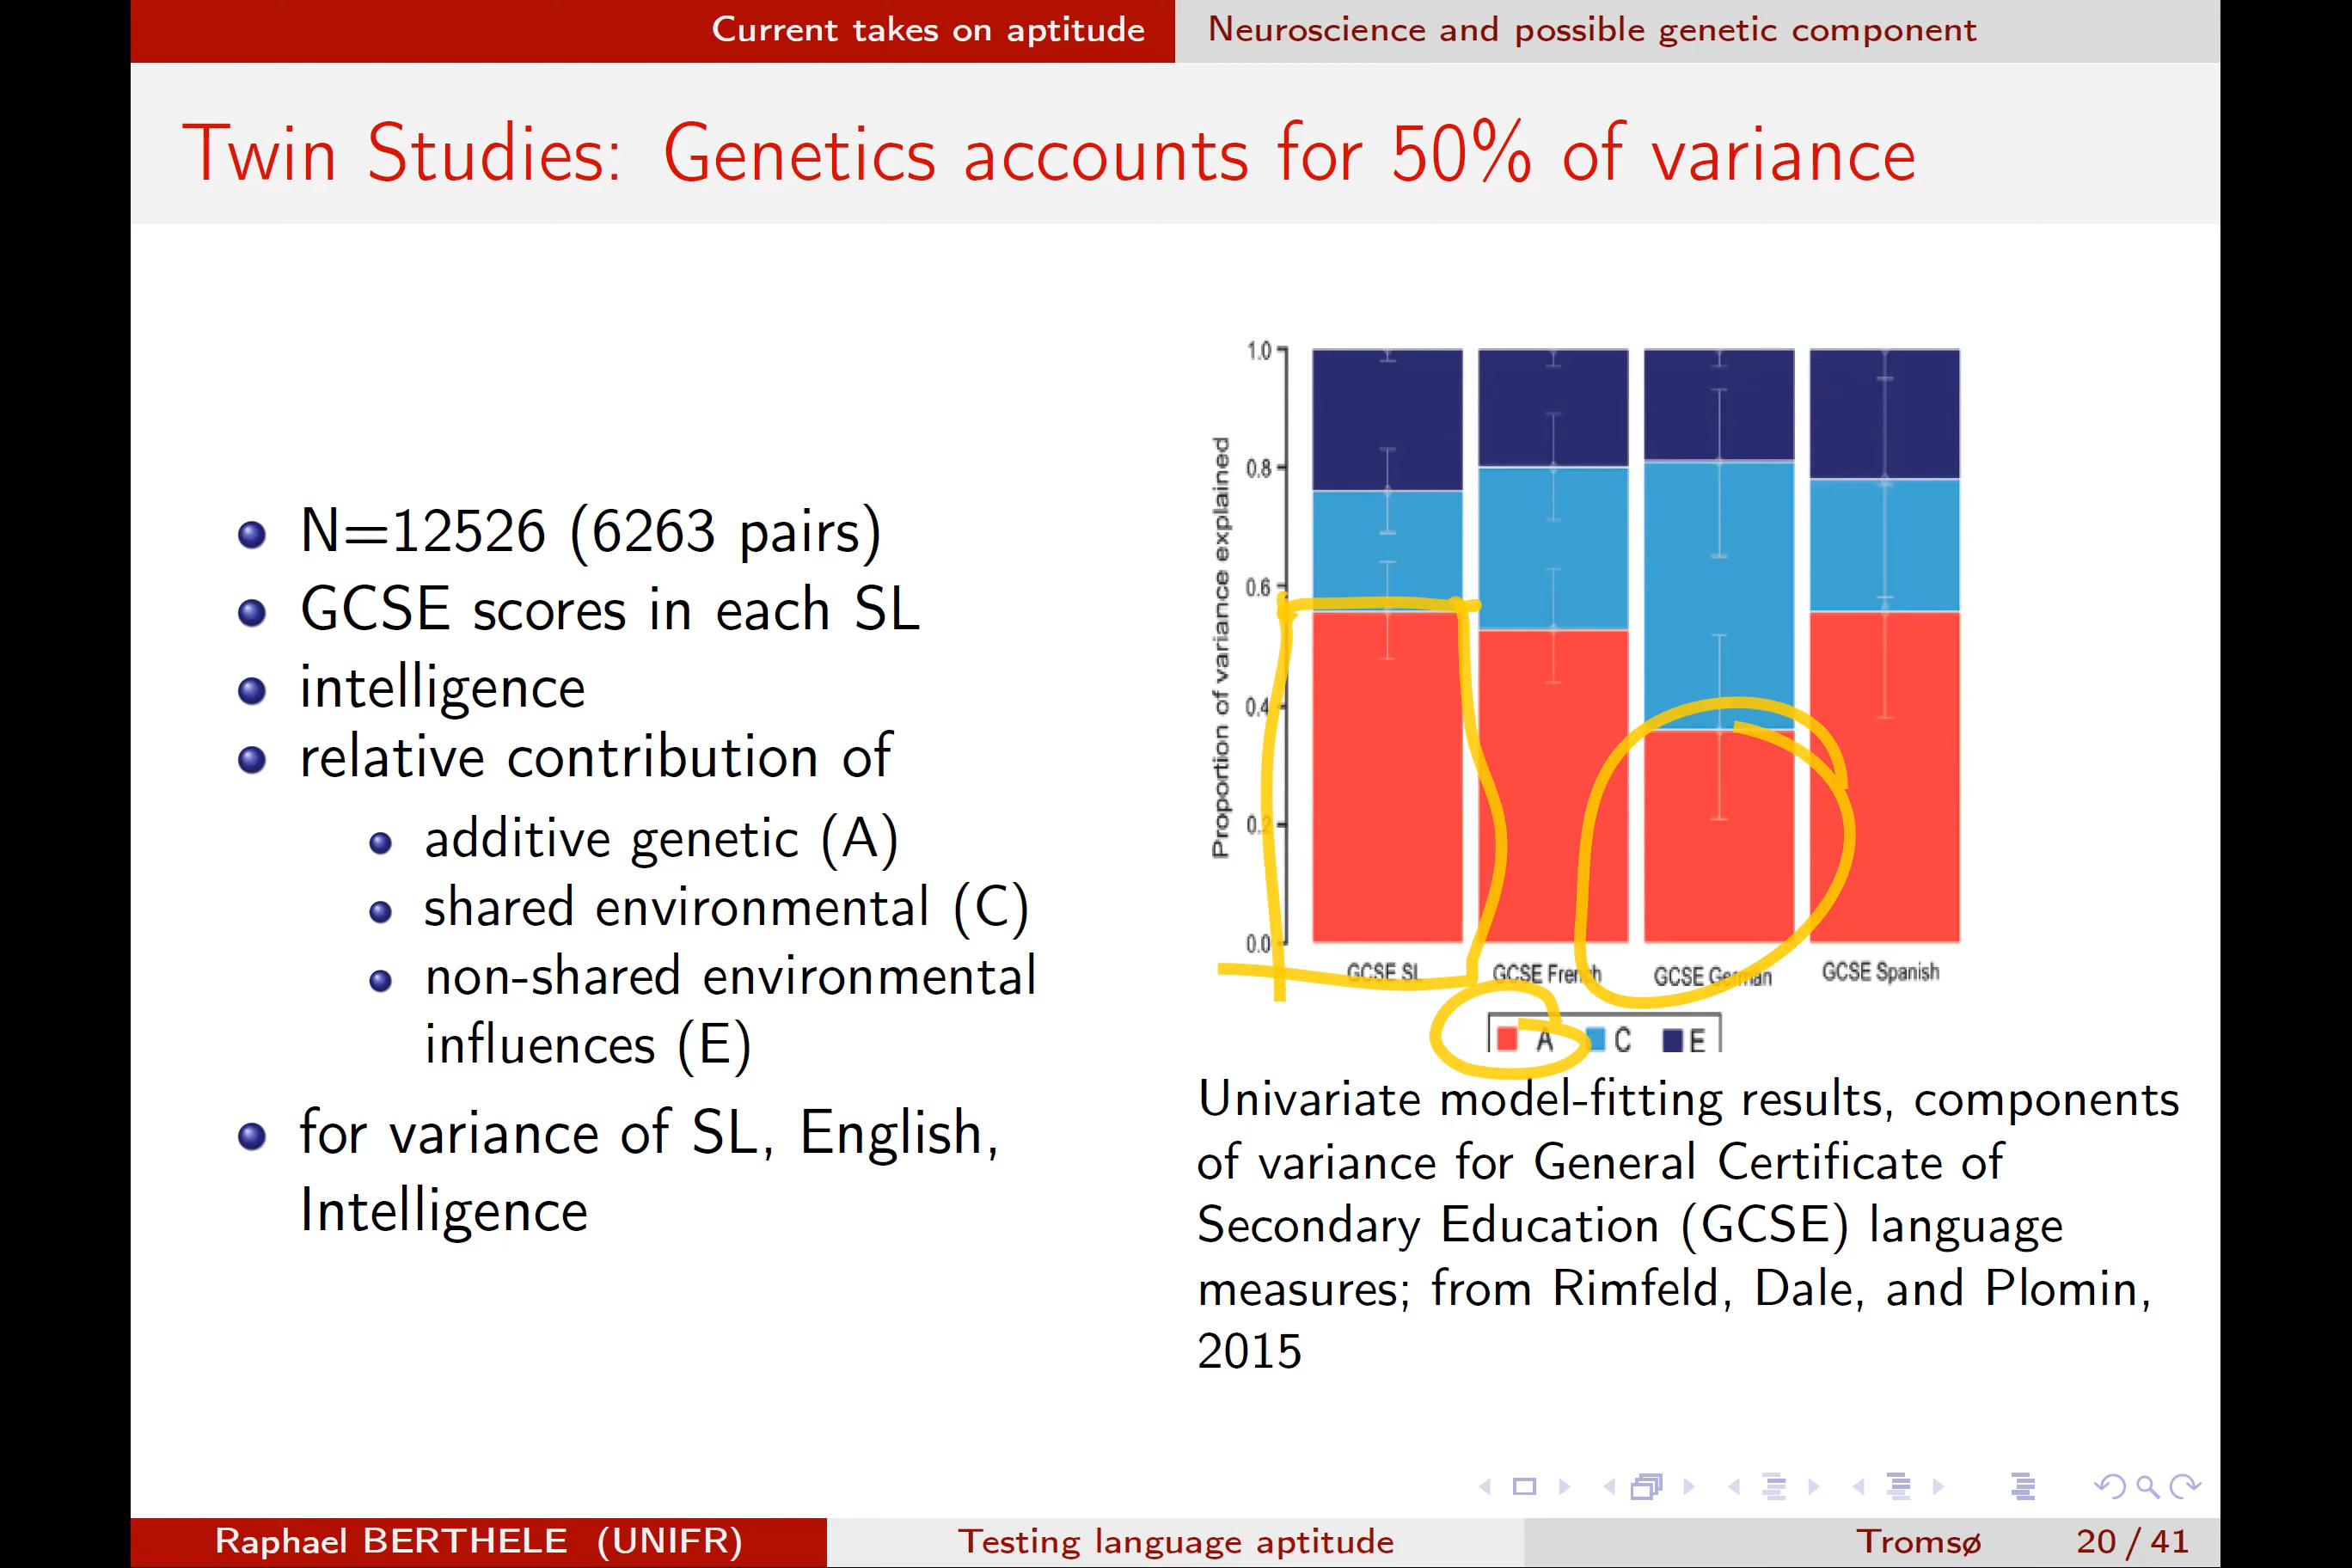 Current takes on aptitude
Neuroscience and possible genetic component
Twin Studies: Genetics accounts for 50% of variance
N=12526 (6263 pairs)
GCSE scores in each SL
intelligence
relative contribution of
additive genetic (A)
shared environmental (C)
non-shared environmental
influences (E)
for variance of SL, English,
Intelligence
Proportion of variance explained
1.0
0.8
0.6
0.4
0.2
0.0
GCSE SL
GCSE French
GCSE German
GCSE Spanish
A C E
Univariate model-fitting results, components
of variance for General Certificate of
Secondary Education (GCSE) language
measures; from Rimfeld, Dale, and Plomin,
2015
Raphael BERTHELE (UNIFR)
Testing language aptitude
Tromsø 20 / 41